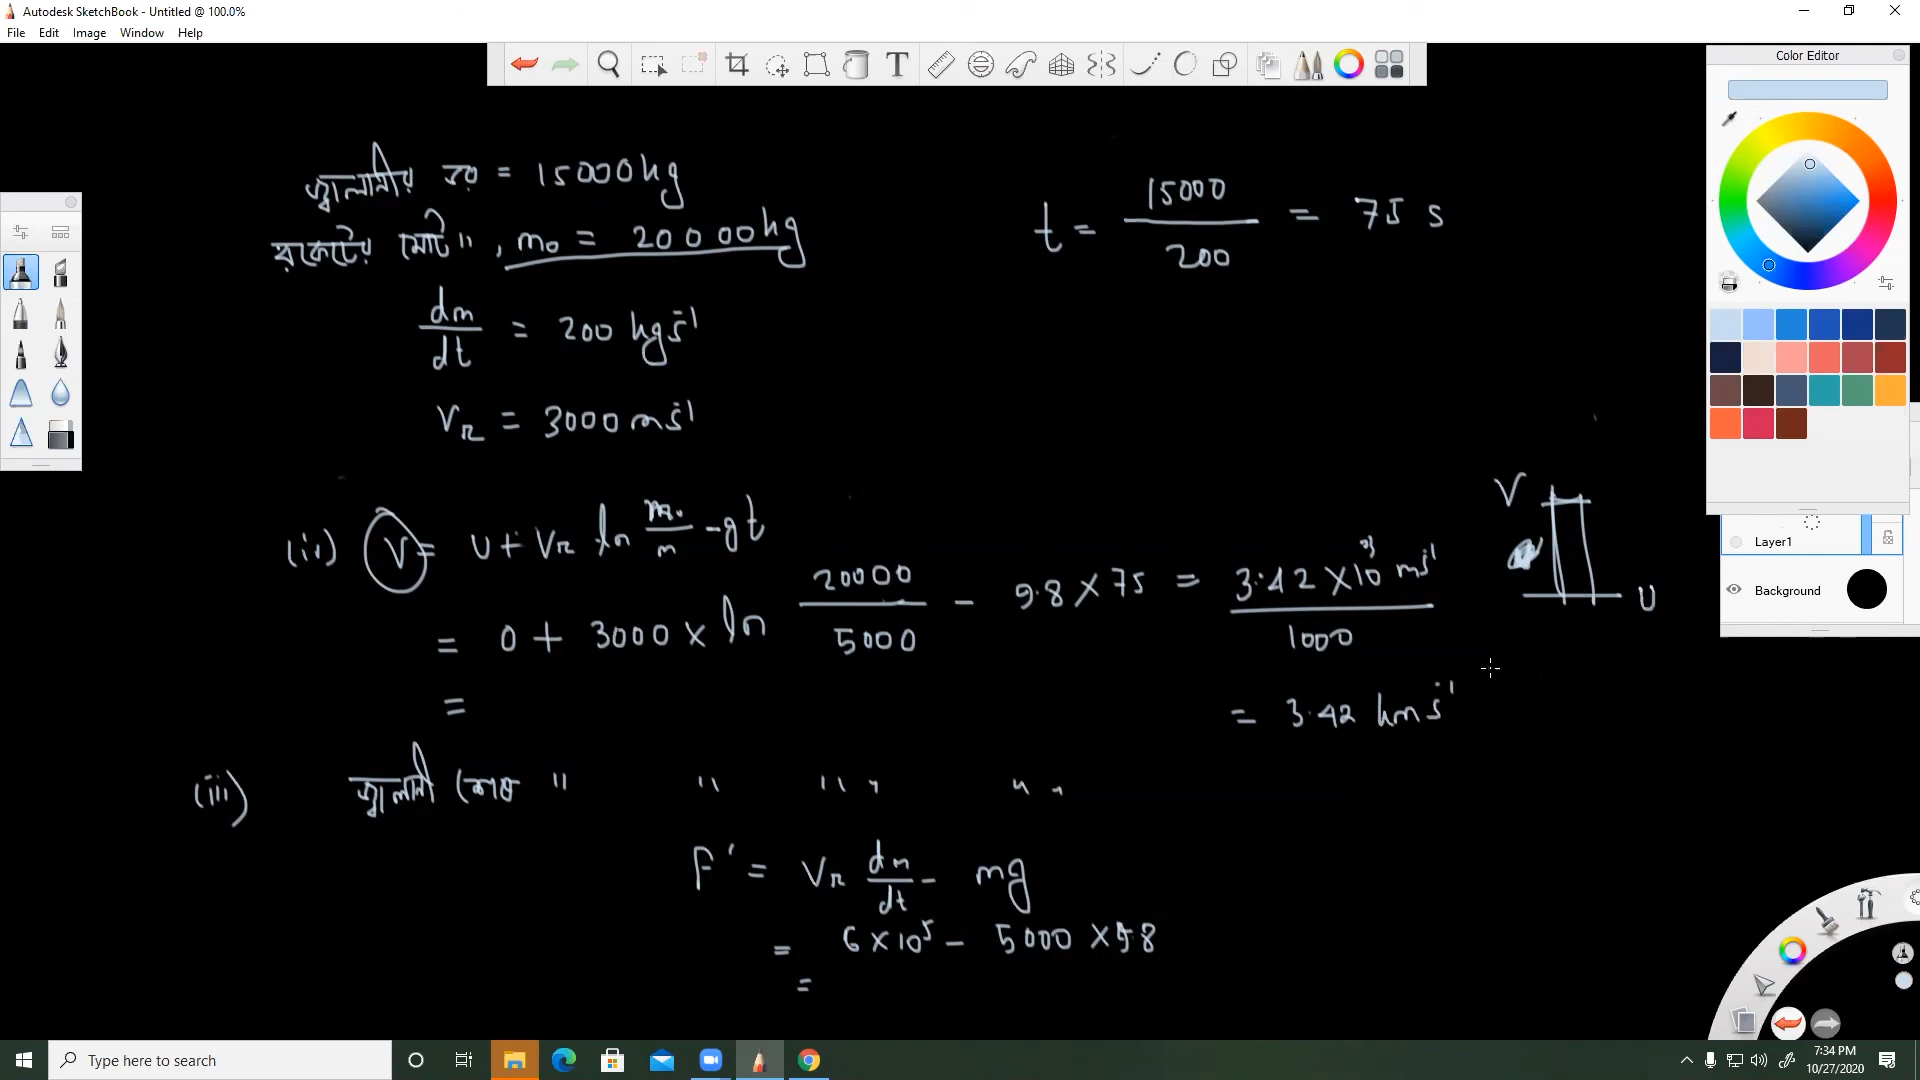 Autodesk SketchBook - Untitled @ 100.0%
File Edit Image Window Help
Color Editor
জ্বালানীর ভর = 15000 kg
রকেটের মোট ", m₀ = 20000 kg
dm/dt = 200 kgs⁻¹
Vr = 3000 ms⁻¹
t = 15000/200 = 75 s
(ii) V = U + Vr ln m₀/m - gt
= 0 + 3000 × ln 20000/5000 - 9.8 × 75 = 3.42 × 10³ ms⁻¹/1000
=
= 3.42 kms⁻¹
V
U
Layer1
Background
(iii) জ্বালানী শেষ " " " , " "
F' = Vr dm/dt - mg
= 6 × 10⁵ - 5000 × 9.8
=
Type here to search
7:34 PM
10/27/2020